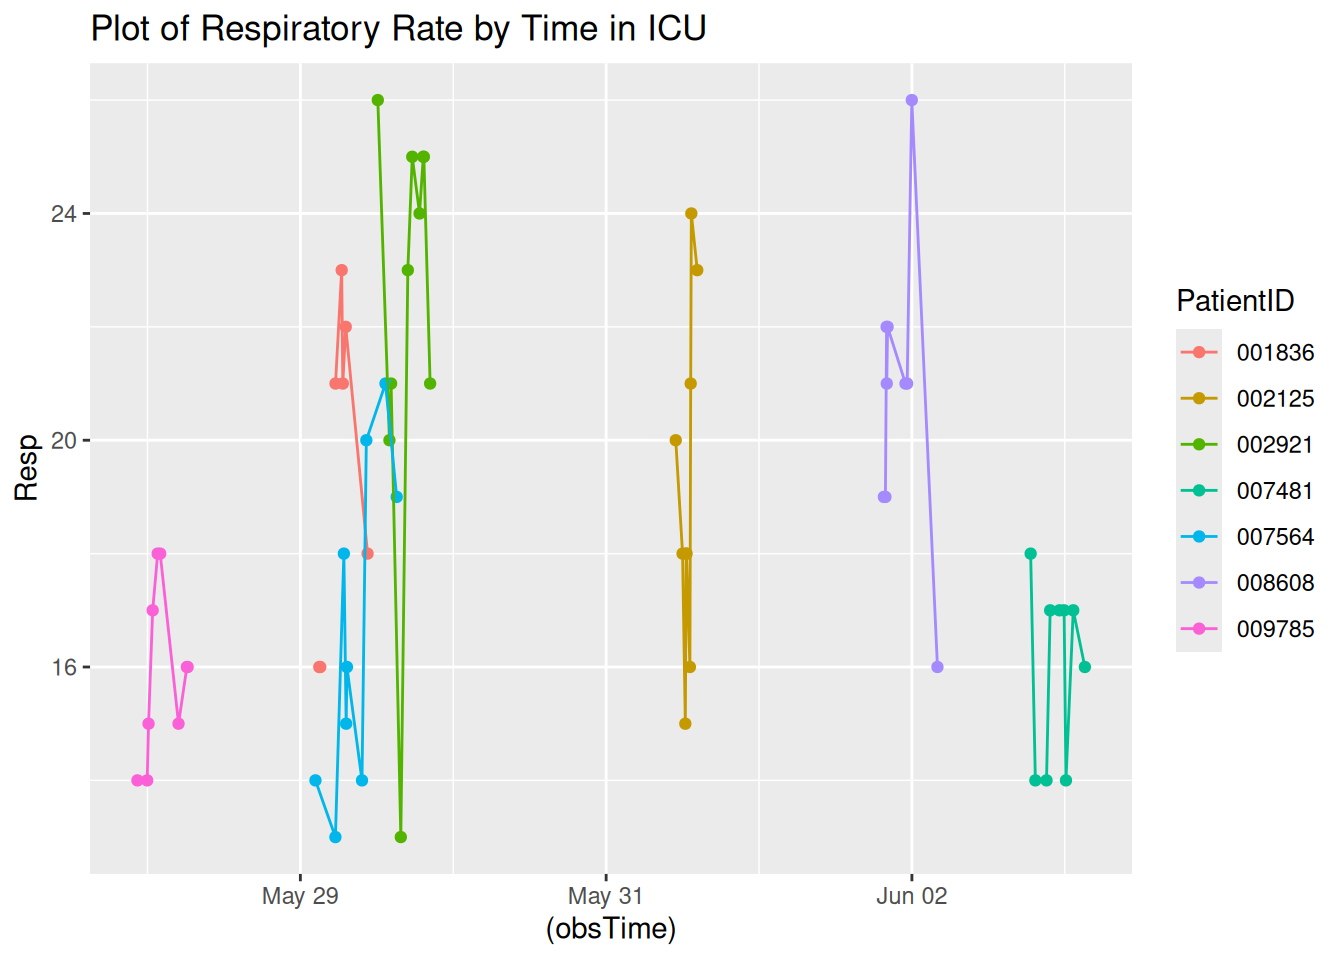 Plot of Respiratory Rate by Time in ICU
24
20
16
Resp
May 29
May 31
Jun 02
(obsTime)
PatientID
001836
002125
002921
007481
007564
008608
009785